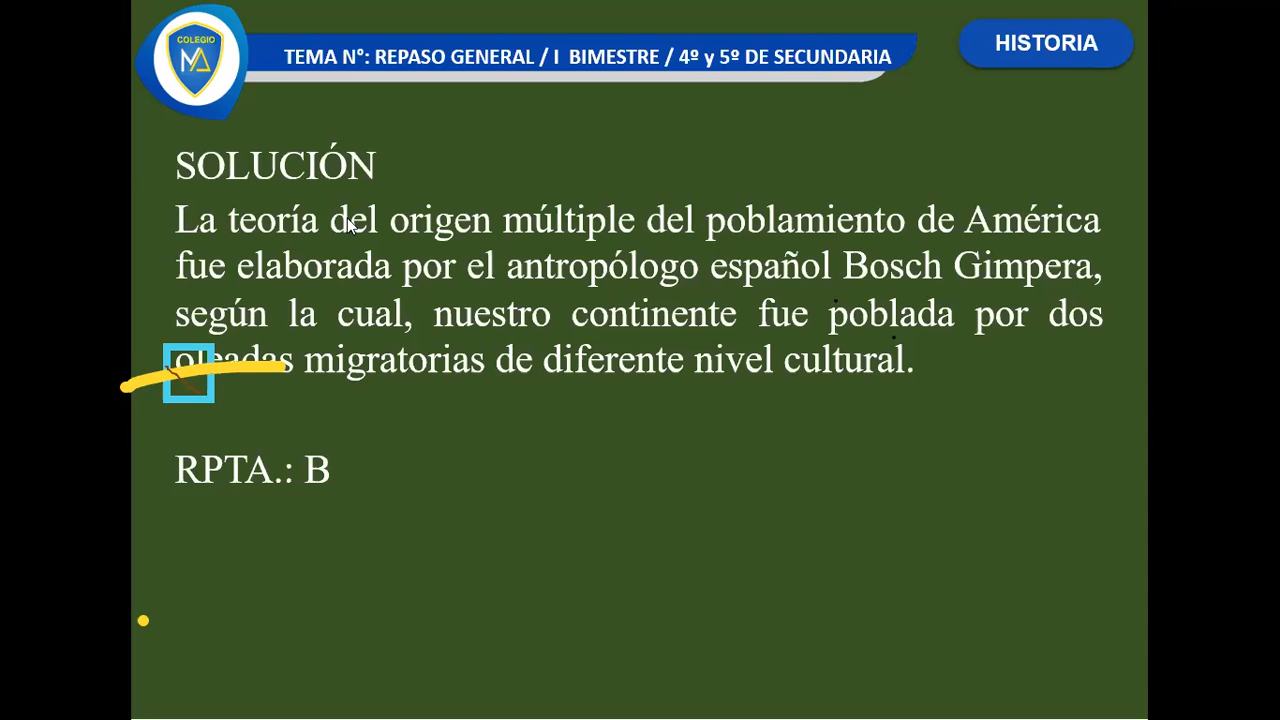 COLEGIO
TEMA N°: REPASO GENERAL / I BIMESTRE / 4º y 5º DE SECUNDARIA
HISTORIA
SOLUCIÓN
La teoría del origen múltiple del poblamiento de América
fue elaborada por el antropólogo español Bosch Gimpera,
según la cual, nuestro continente fue poblada por dos
oleadas migratorias de diferente nivel cultural.
RPTA.: B